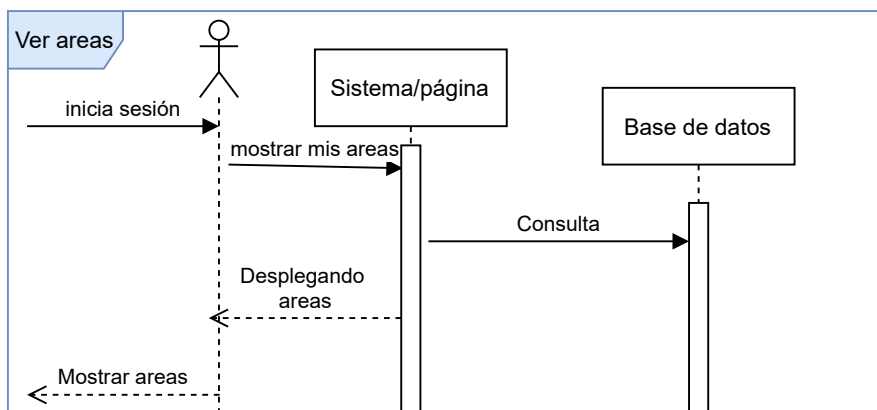 Ver areas
Sistema/página
Base de datos
inicia sesión
mostrar mis areas
Consulta
Desplegando
areas
Mostrar areas